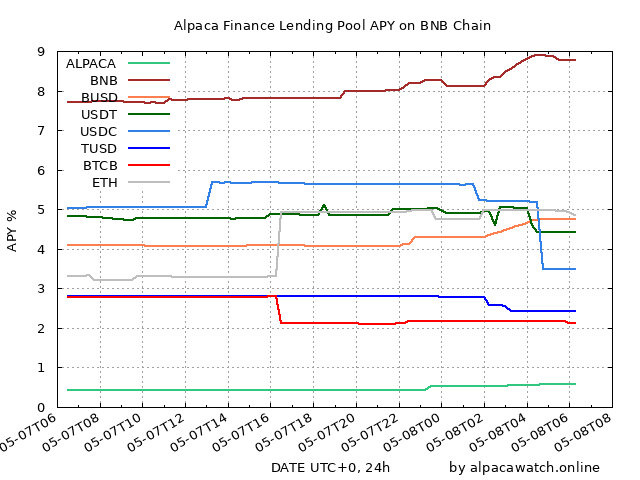 Alpaca Finance Lending Pool APY on BNB Chain
APY %
9
8
7
6
5
4
3
2
1
0
ALPACA
BNB
BUSD
USDT
USDC
TUSD
BTCB
ETH
05-07T06
05-07T08
05-07T10
05-07T12
05-07T14
05-07T16
05-07T18
05-07T20
05-07T22
05-08T00
05-08T02
05-08T04
05-08T06
05-08T08
DATE UTC+0, 24h
by alpacawatch.online